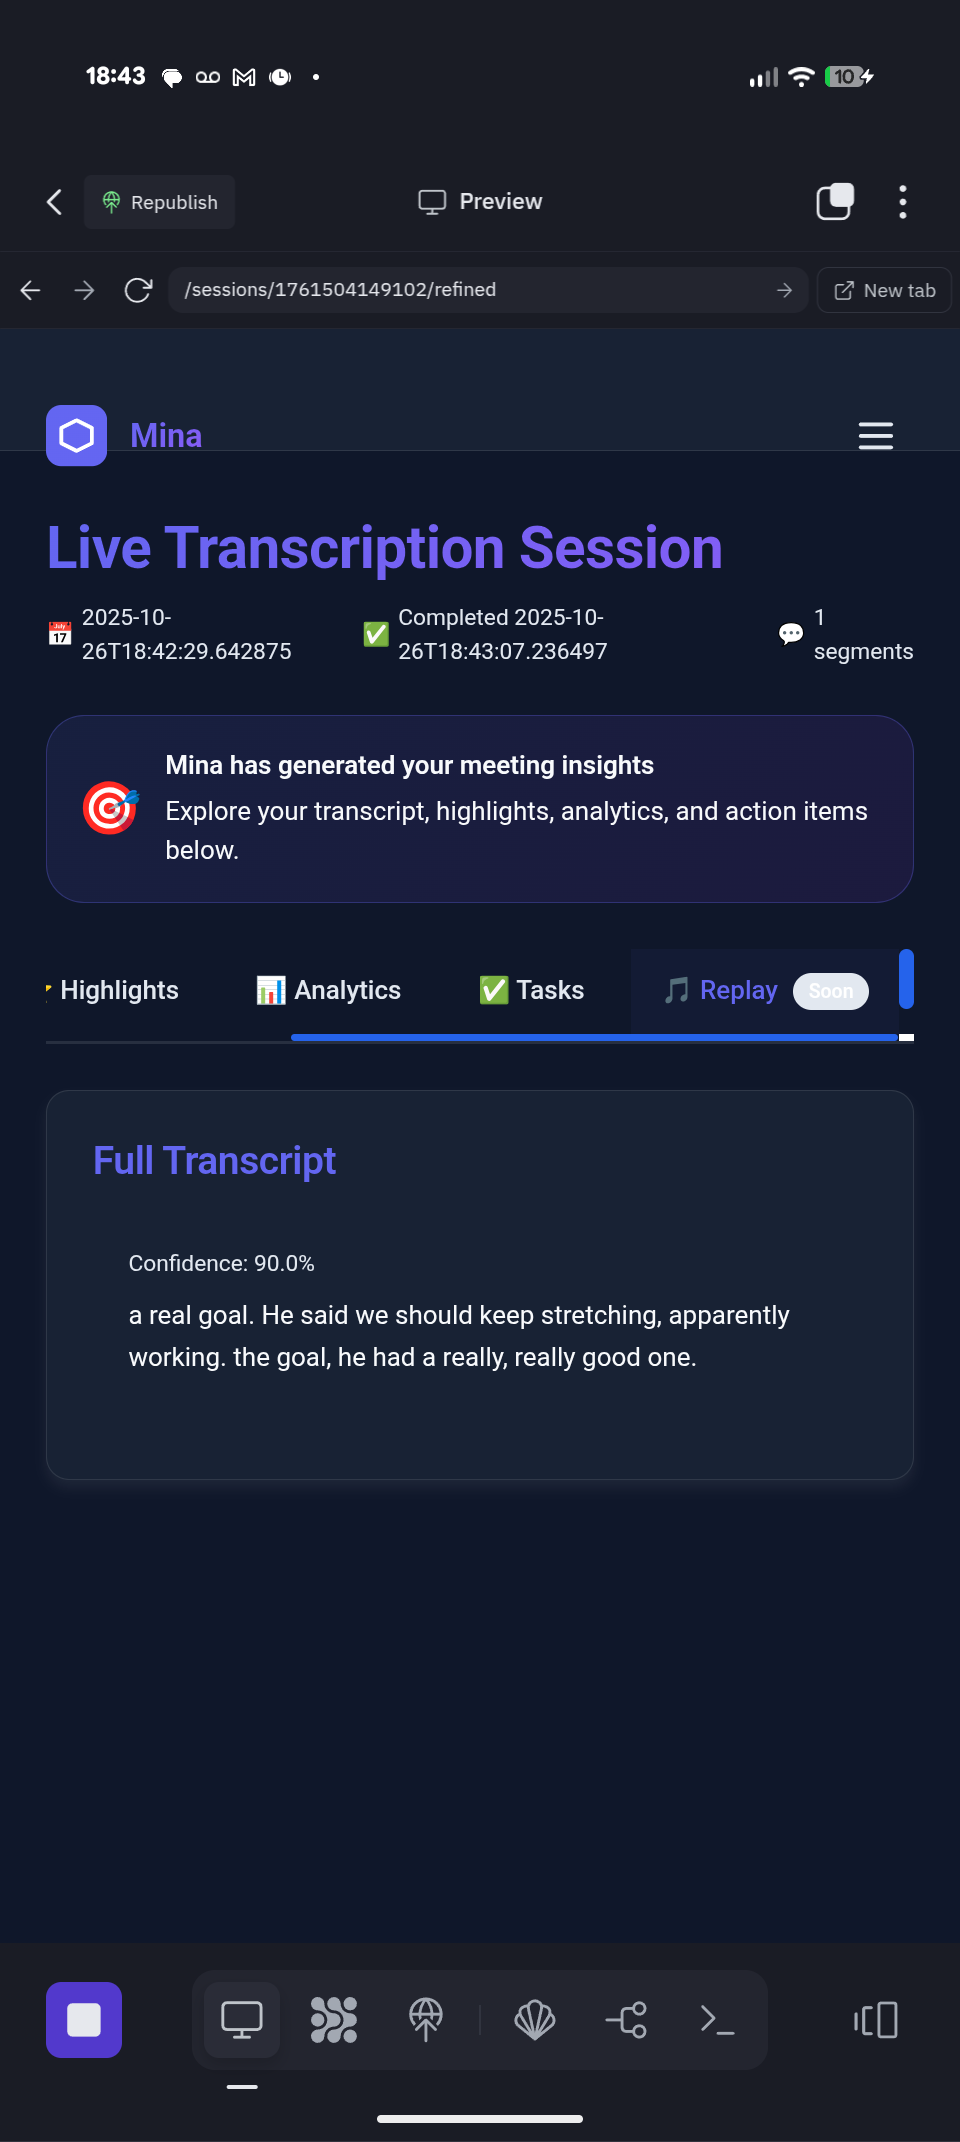 18:43
10
Republish
Preview
/sessions/1761504149102/refined
New tab
Mina
Live Transcription Session
2025-10-
26T18:42:29.642875
Completed 2025-10-
26T18:43:07.236497
1
segments
Mina has generated your meeting insights
Explore your transcript, highlights, analytics, and action items
below.
Highlights
Analytics
Tasks
Replay
Soon
Full Transcript
Confidence: 90.0%
a real goal. He said we should keep stretching, apparently
working. the goal, he had a really, really good one.